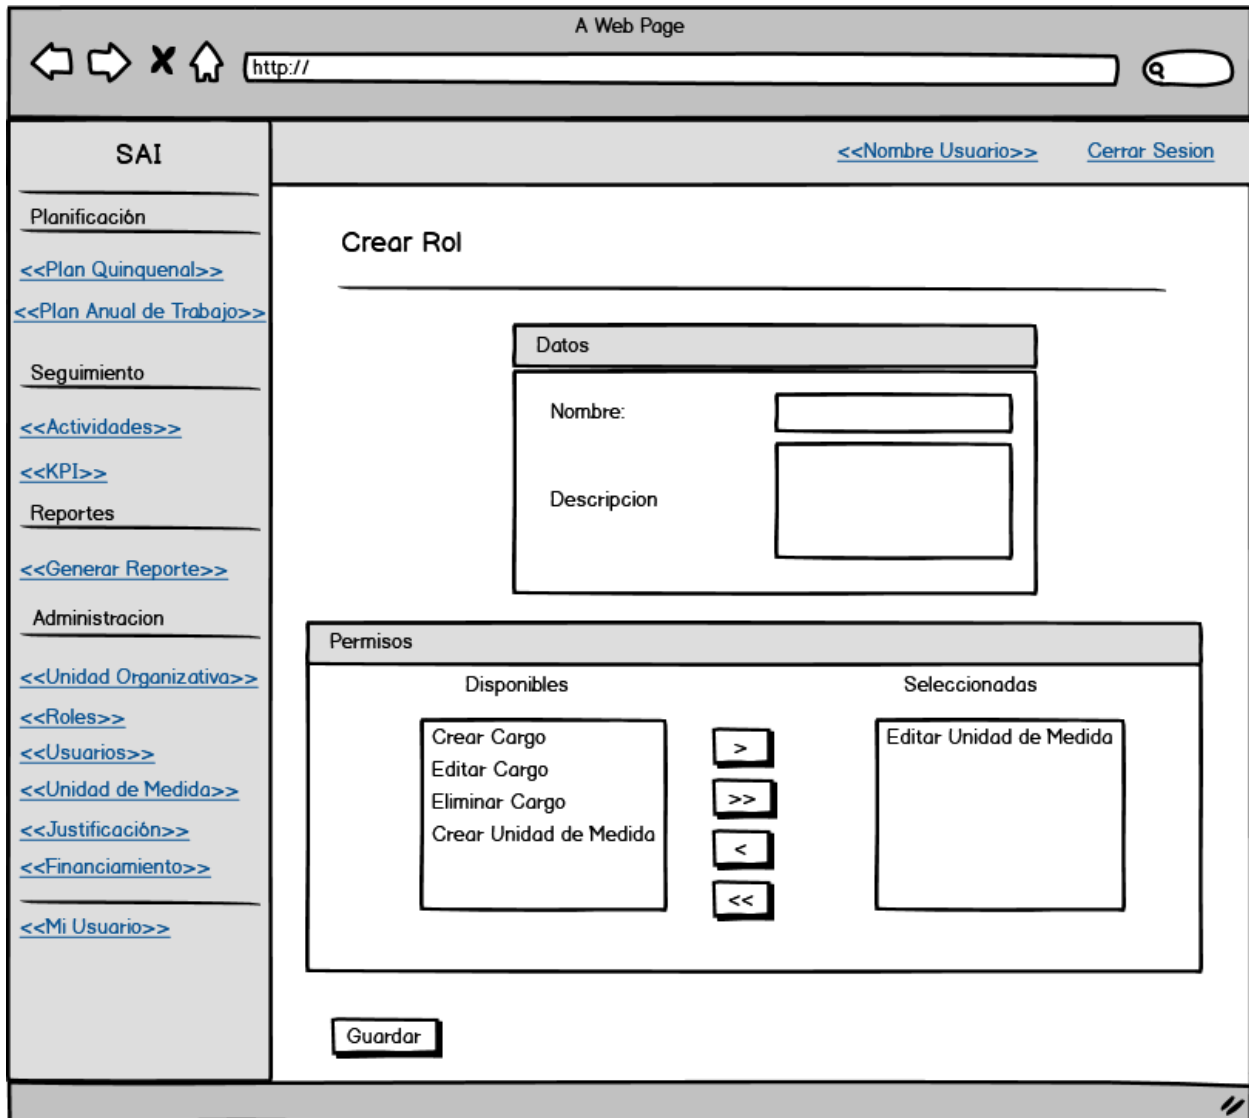 A Web Page
http://
SAI
<<Nombre Usuario>> Cerrar Sesion
Planificación
<<Plan Quinquenal>>
<<Plan Anual de Trabajo>>
Seguimiento
<<Actividades>>
<<KPI>>
Reportes
<<Generar Reporte>>
Administracion
<<Unidad Organizativa>>
<<Roles>>
<<Usuarios>>
<<Unidad de Medida>>
<<Justificación>>
<<Financiamiento>>
<<Mi Usuario>>
Crear Rol
Datos
Nombre:
Descripcion
Permisos
Disponibles
Crear Cargo
Editar Cargo
Eliminar Cargo
Crear Unidad de Medida
>
>>
<
<<
Seleccionadas
Editar Unidad de Medida
Guardar